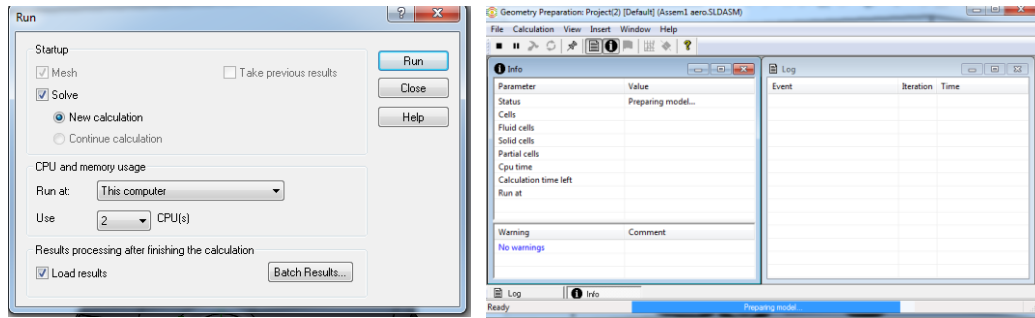 Run
Startup
Mesh
Take previous results
Solve
New calculation
Continue calculation
CPU and memory usage
Run at: This computer
Use 2 CPU(s)
Results processing after finishing the calculation
Load results
Batch Results...
Run
Close
Help
Geometry Preparation: Project(2) [Default] (Assem1 aero.SLDASM)
File Calculation View Insert Window Help
Info
Parameter Value
Status Preparing model...
Cells
Fluid cells
Solid cells
Partial cells
Cpu time
Calculation time left
Run at
Warning Comment
No warnings
Log
Event Iteration Time
Log Info
Ready Preparing model...